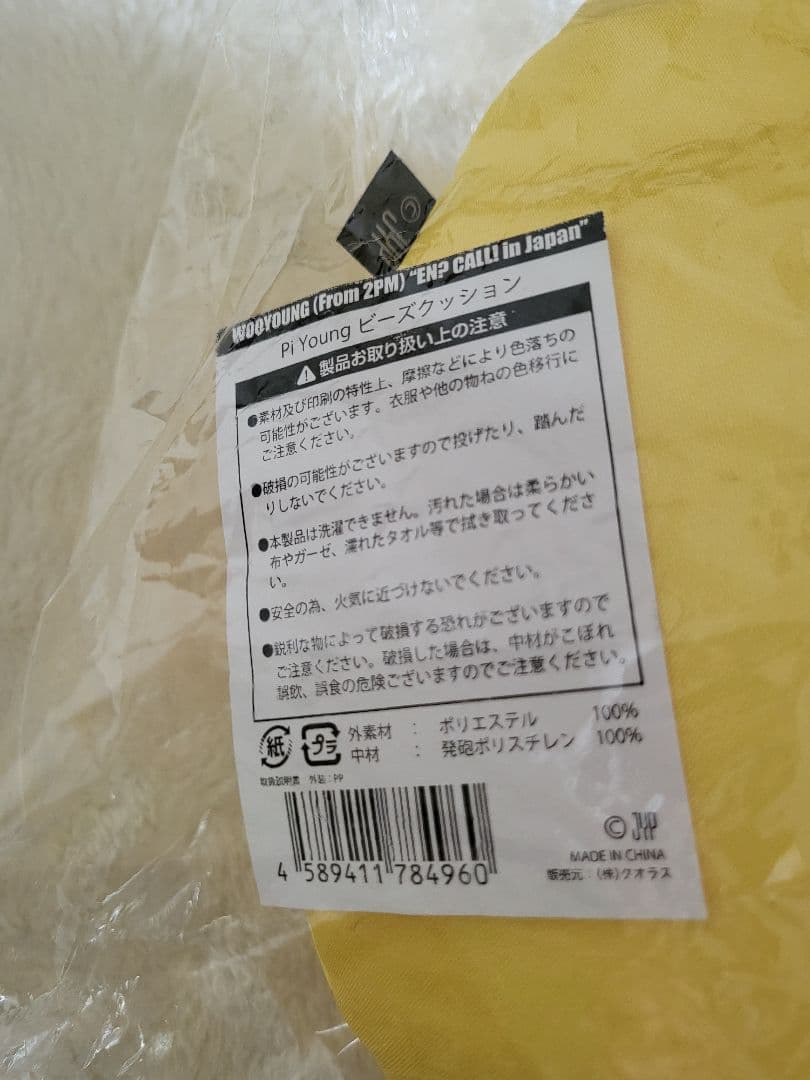 © JYP
WOOYOUNG (From 2PM) “EN? CALL! in Japan”
Pi Young ビーズクッション
製品お取り扱い上の注意
●素材及び印刷の特性上、摩擦などにより色落ちの
可能性がございます。衣服や他の物ねの色移行に
ご注意ください。
●破損の可能性がございますので投げたり、踏んだ
りしないでください。
●本製品は洗濯できません。汚れた場合は柔らかい
布やガーゼ、濡れたタオル等で拭き取ってくださ
い。
●安全の為、火気に近づけないでください。
●鋭利な物によって破損する恐れがございますので
ご注意ください。破損した場合は、中材がこぼれ
誤飲、誤食の危険ございますのでご注意ください。
紙 プラ 外素材 : ポリエステル 100%
中材 : 発砲ポリスチレン 100%
取扱説明書 外装:PP
4 589411 784960
© JYP
MADE IN CHINA
販売元:(株)クオラス